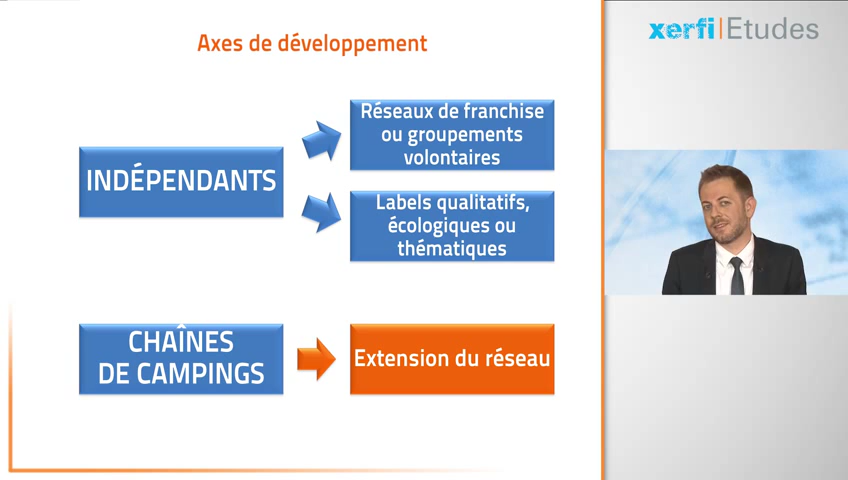 Axes de développement
xerfi|Etudes
INDÉPENDANTS
Réseaux de franchise
ou groupements
volontaires
Labels qualitatifs,
écologiques ou
thématiques
CHAÎNES
DE CAMPINGS
Extension du réseau